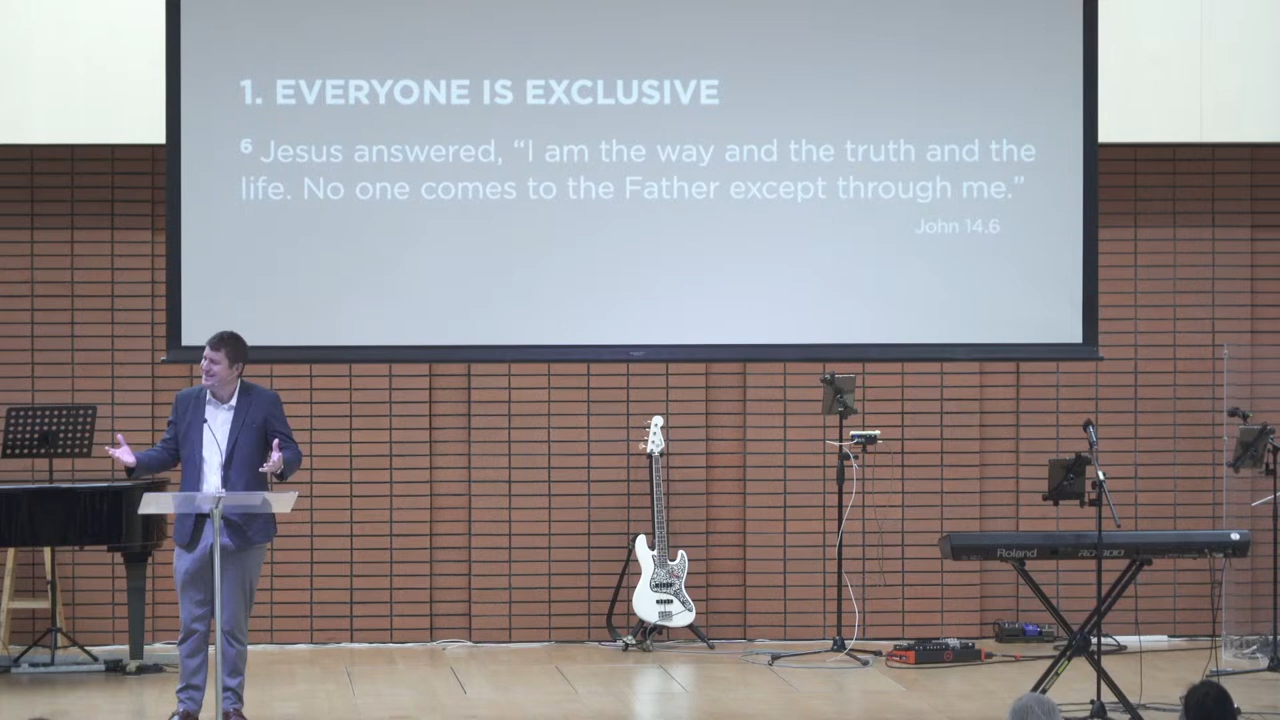 1. EVERYONE IS EXCLUSIVE
6 Jesus answered, “I am the way and the truth and the
life. No one comes to the Father except through me.”
John 14.6
Roland